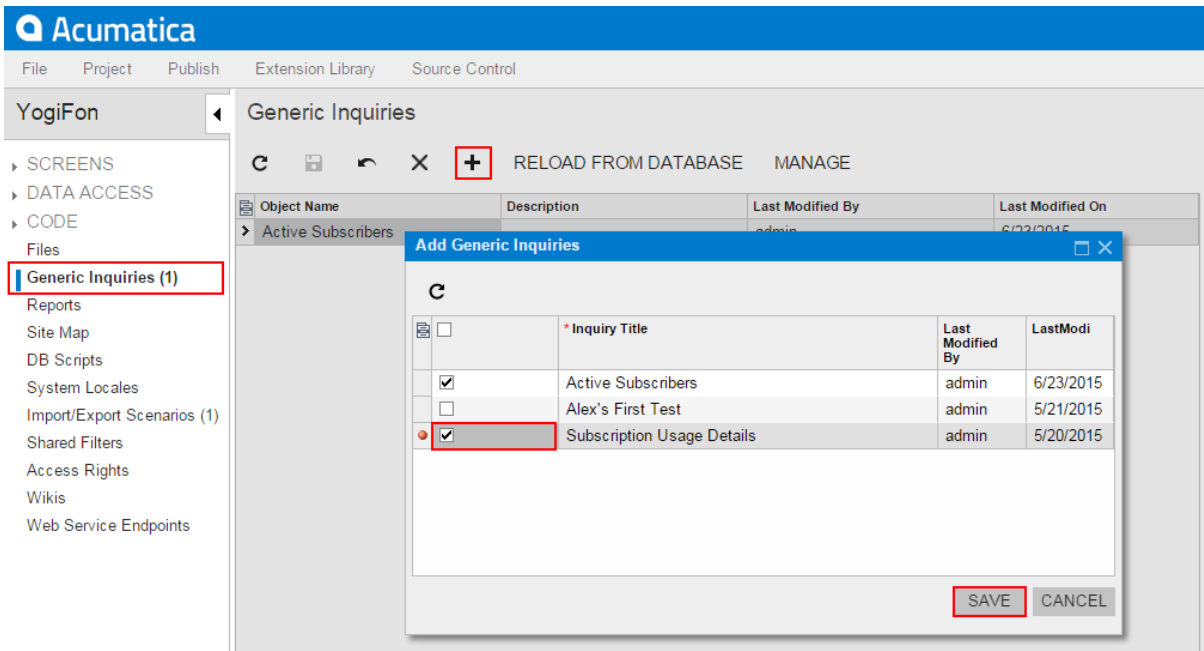 Acumatica
File Project Publish Extension Library Source Control
YogiFon
Generic Inquiries
SCREENS
DATA ACCESS
CODE
Files
Generic Inquiries (1)
Reports
Site Map
DB Scripts
System Locales
Import/Export Scenarios (1)
Shared Filters
Access Rights
Wikis
Web Service Endpoints
RELOAD FROM DATABASE MANAGE
Object Name Description Last Modified By Last Modified On
Active Subscribers admin 6/23/2015
Add Generic Inquiries
* Inquiry Title Last Modified By LastModi
Active Subscribers admin 6/23/2015
Alex's First Test admin 5/21/2015
Subscription Usage Details admin 5/20/2015
SAVE CANCEL